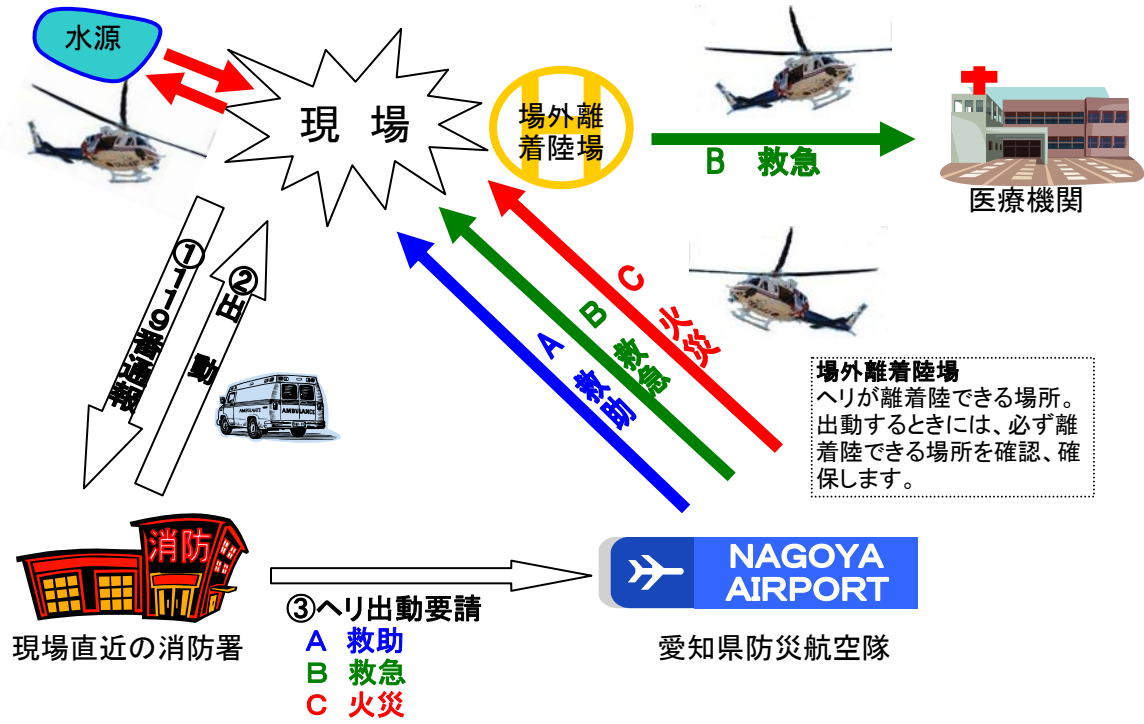 水源
現 場
場外離
着陸場
B 救急
医療機関
①119番通報
②出 動
AMBULANCE
AMBULANCE
A 救助
B 救急
C 火災
場外離着陸場
ヘリが離着陸できる場所。
出動するときには、必ず離
着陸できる場所を確認、確
保します。
消防
現場直近の消防署
③ヘリ出動要請
A 救助
B 救急
C 火災
NAGOYA
AIRPORT
愛知県防災航空隊